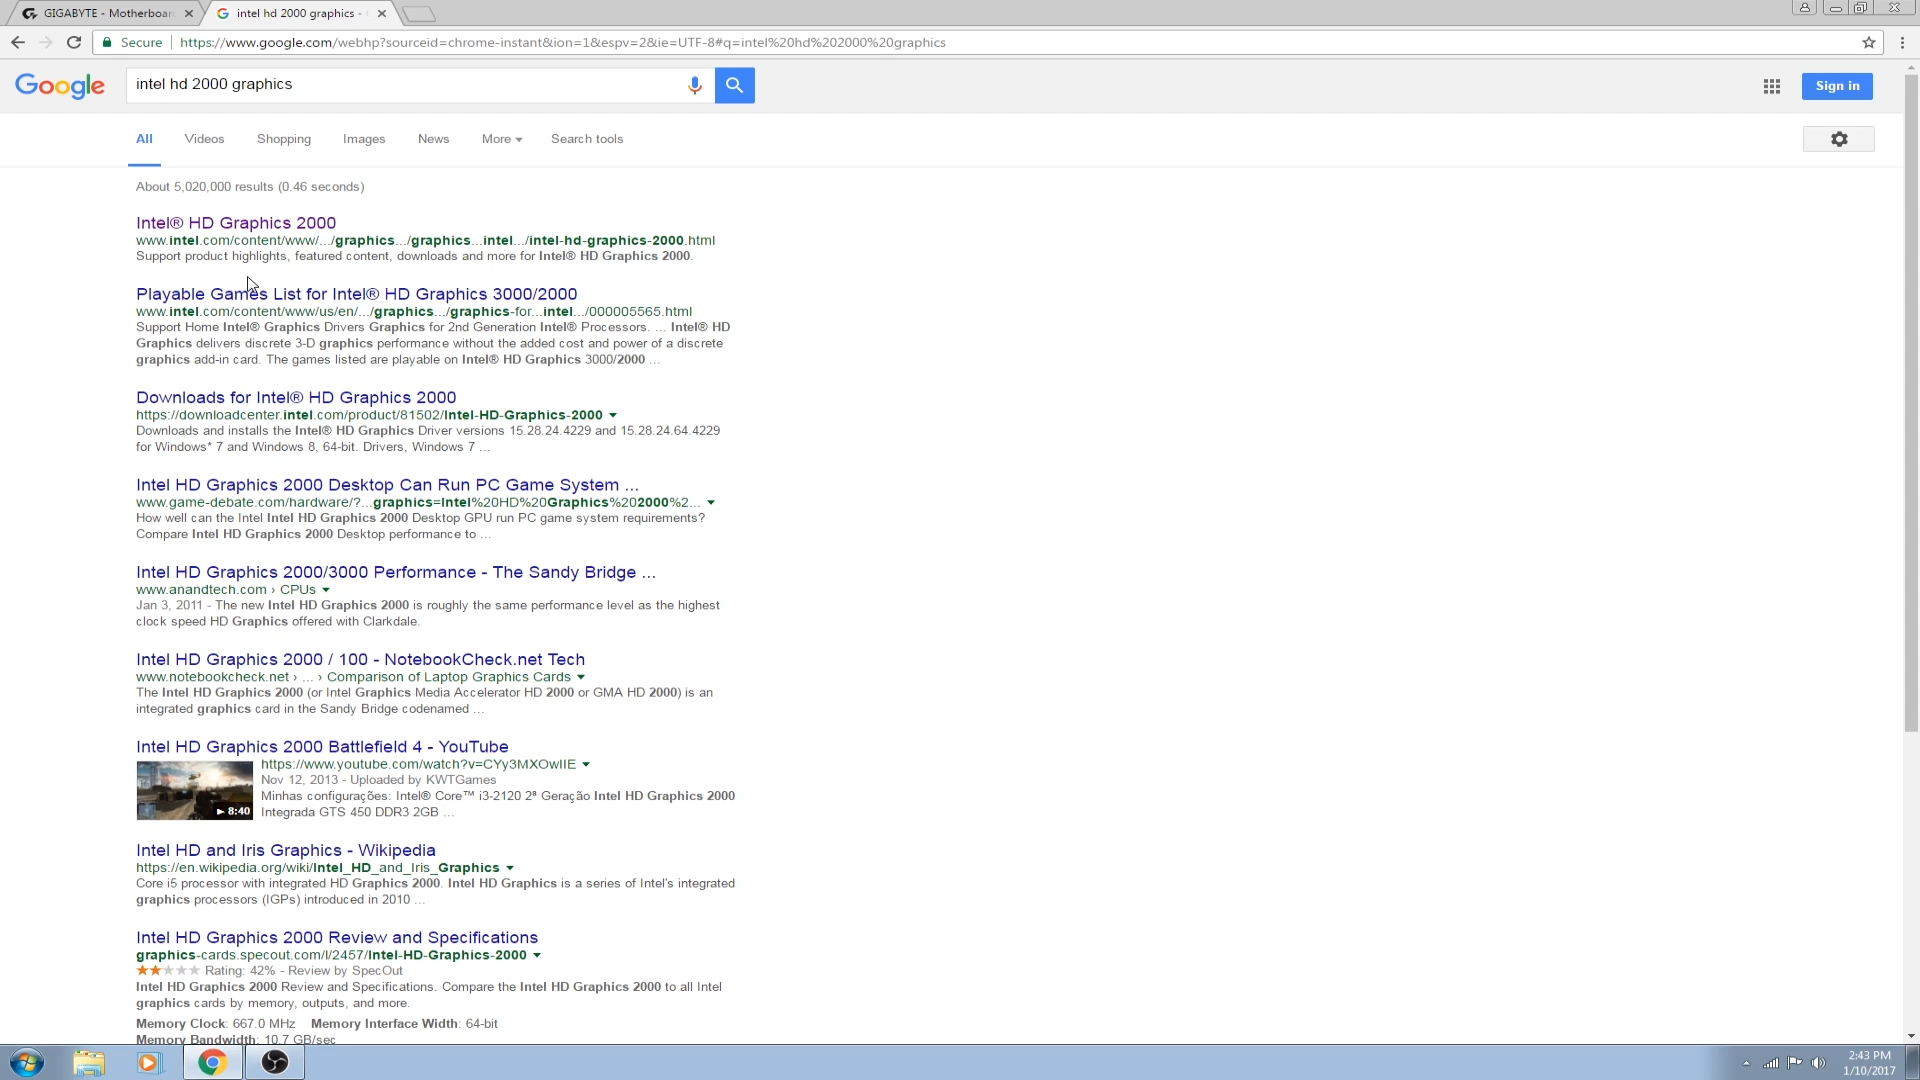 GIGABYTE - Motherboar
intel hd 2000 graphics -
Secure
https://www.google.com/webhp?sourceid=chrome-instant&ion=1&espv=2&ie=UTF-8#q=intel%20hd%202000%20graphics
Google
intel hd 2000 graphics
Sign in
All Videos Shopping Images News More Search tools
About 5,020,000 results (0.46 seconds)
Intel® HD Graphics 2000
www.intel.com/content/www/.../graphics.../graphics...intel.../intel-hd-graphics-2000.html
Support product highlights, featured content, downloads and more for Intel® HD Graphics 2000.
Playable Games List for Intel® HD Graphics 3000/2000
www.intel.com/content/www/us/en/.../graphics.../graphics-for...intel.../000005565.html
Support Home Intel® Graphics Drivers Graphics for 2nd Generation Intel® Processors. ... Intel® HD
Graphics delivers discrete 3-D graphics performance without the added cost and power of a discrete
graphics add-in card. The games listed are playable on Intel® HD Graphics 3000/2000 ...
Downloads for Intel® HD Graphics 2000
https://downloadcenter.intel.com/product/81502/Intel-HD-Graphics-2000
Downloads and installs the Intel® HD Graphics Driver versions 15.28.24.4229 and 15.28.24.64.4229
for Windows* 7 and Windows 8, 64-bit. Drivers, Windows 7 ...
Intel HD Graphics 2000 Desktop Can Run PC Game System ...
www.game-debate.com/hardware/?...graphics=Intel%20HD%20Graphics%202000%2...
How well can the Intel Intel HD Graphics 2000 Desktop GPU run PC game system requirements?
Compare Intel HD Graphics 2000 Desktop performance to ...
Intel HD Graphics 2000/3000 Performance - The Sandy Bridge ...
www.anandtech.com › CPUs
Jan 3, 2011 - The new Intel HD Graphics 2000 is roughly the same performance level as the highest
clock speed HD Graphics offered with Clarkdale.
Intel HD Graphics 2000 / 100 - NotebookCheck.net Tech
www.notebookcheck.net › ... › Comparison of Laptop Graphics Cards
The Intel HD Graphics 2000 (or Intel Graphics Media Accelerator HD 2000 or GMA HD 2000) is an
integrated graphics card in the Sandy Bridge codenamed ...
Intel HD Graphics 2000 Battlefield 4 - YouTube
https://www.youtube.com/watch?v=CYy3MXOwIIE
Nov 12, 2013 - Uploaded by KWTGames
Minhas configurações: Intel® Core™ i3-2120 2ª Geração Intel HD Graphics 2000
8:40
Integrada GTS 450 DDR3 2GB ...
Intel HD and Iris Graphics - Wikipedia
https://en.wikipedia.org/wiki/Intel_HD_and_Iris_Graphics
Core i5 processor with integrated HD Graphics 2000. Intel HD Graphics is a series of Intel's integrated
graphics processors (IGPs) introduced in 2010 ...
Intel HD Graphics 2000 Review and Specifications
graphics-cards.specout.com/l/2457/Intel-HD-Graphics-2000
Rating: 42% - Review by SpecOut
Intel HD Graphics 2000 Review and Specifications. Compare the Intel HD Graphics 2000 to all Intel
graphics cards by memory, outputs, and more.
Memory Clock: 667.0 MHz Memory Interface Width: 64-bit
Memory Bandwidth: 10.7 GB/sec
2:43 PM
1/10/2017